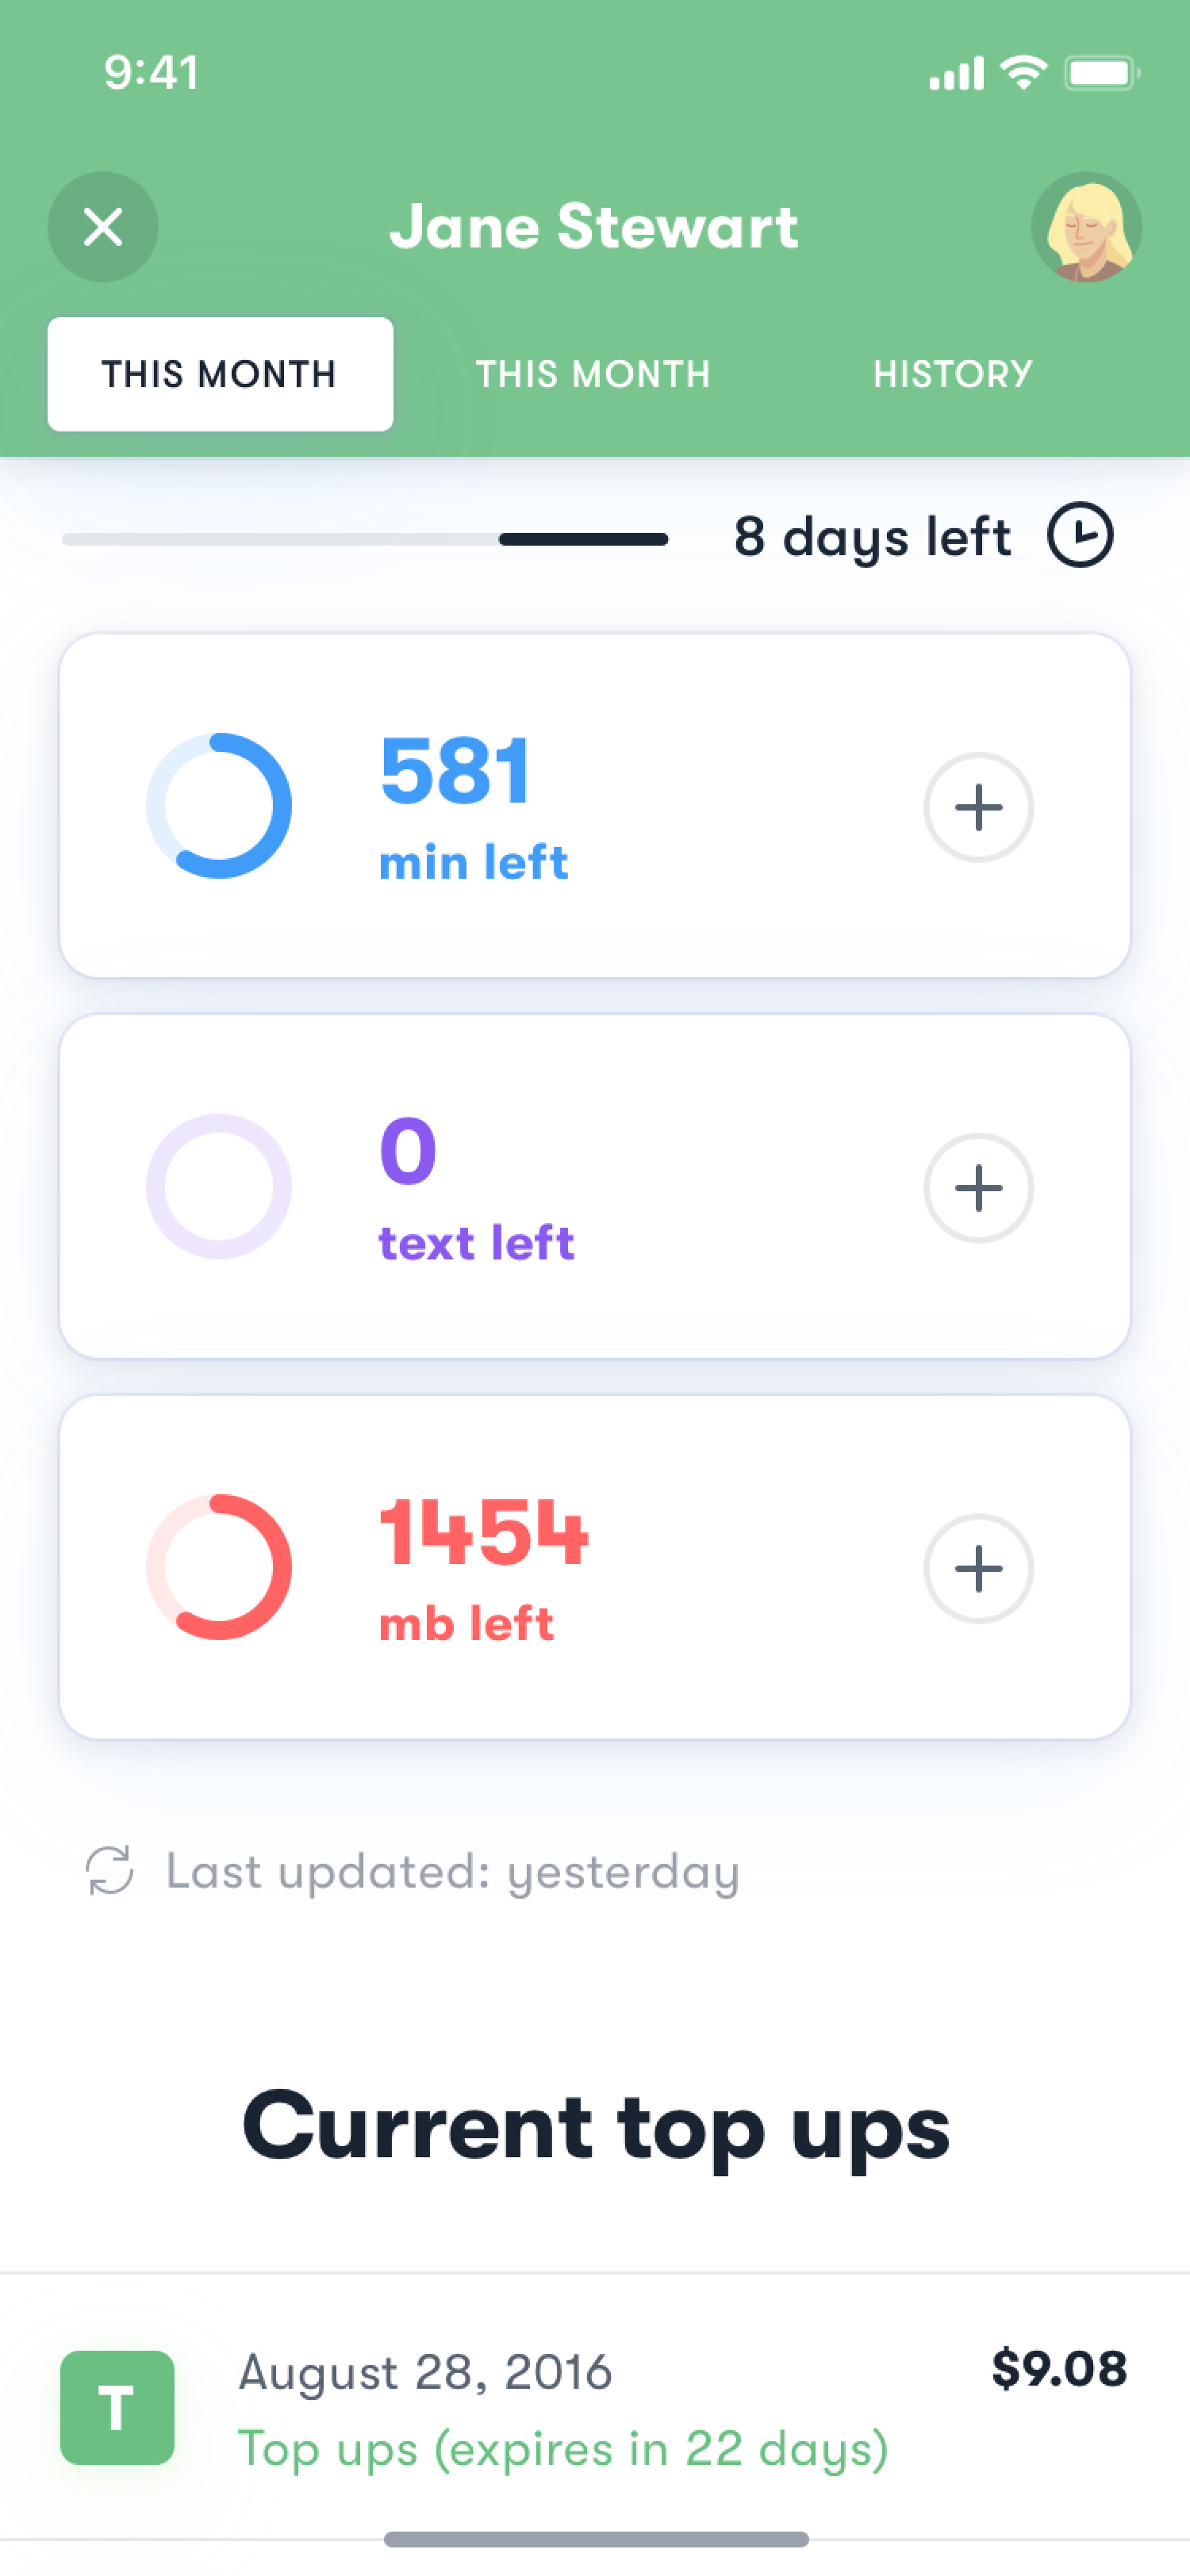 9:41
Jane Stewart
THIS MONTH
THIS MONTH
HISTORY
8 days left
581
min left
0
text left
1454
mb left
Last updated: yesterday
Current top ups
T
August 28, 2016
$9.08
Top ups (expires in 22 days)